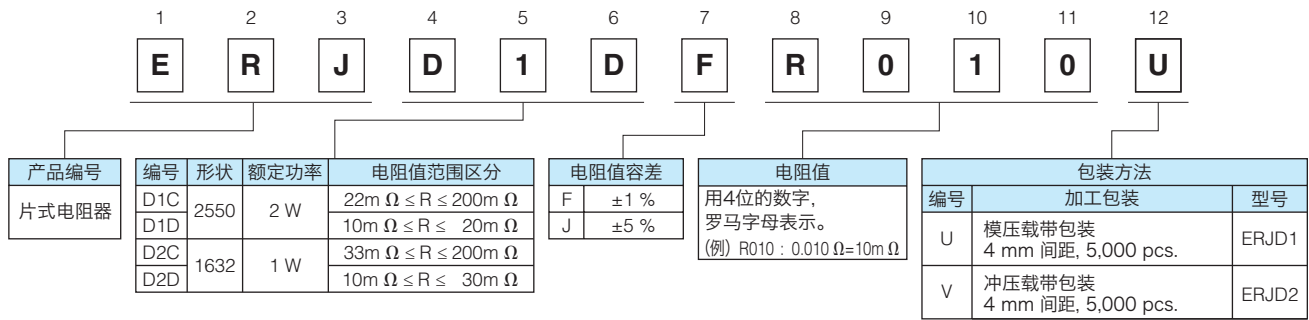 1 2 3 4 5 6 7 8 9 10 11 12
E R J D 1 D F R 0 1 0 U
产品编号
片式电阻器
编号 形状 额定功率 电阻值范围区分
D1C 2550 2 W 22m Ω ≤ R ≤ 200m Ω
D1D 10m Ω ≤ R ≤ 20m Ω
D2C 1632 1 W 33m Ω ≤ R ≤ 200m Ω
D2D 10m Ω ≤ R ≤ 30m Ω
电阻值容差
F ±1 %
J ±5 %
电阻值
用4位的数字,
罗马字母表示。
(例) R010 : 0.010 Ω=10m Ω
包装方法
编号 加工包装 型号
U 模压载带包装 ERJD1
4 mm 间距, 5,000 pcs.
V 冲压载带包装 ERJD2
4 mm 间距, 5,000 pcs.